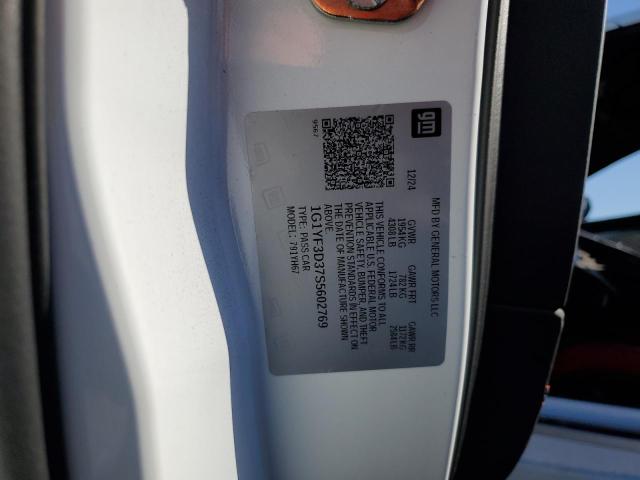 gm
MFD BY GENERAL MOTORS LLC
12/24
GVWR GAWR FRT GAWR RR
1954KG 782KG 1172KG
4308LB 1724LB 2584LB
THIS VEHICLE CONFORMS TO ALL
APPLICABLE U.S. FEDERAL MOTOR
VEHICLE SAFETY, BUMPER, AND THEFT
PREVENTION STANDARDS IN EFFECT ON
THE DATE OF MANUFACTURE SHOWN
ABOVE.
1G1YF3D37S5602769
TYPE: PASS CAR
MODEL: 791YH67
9567